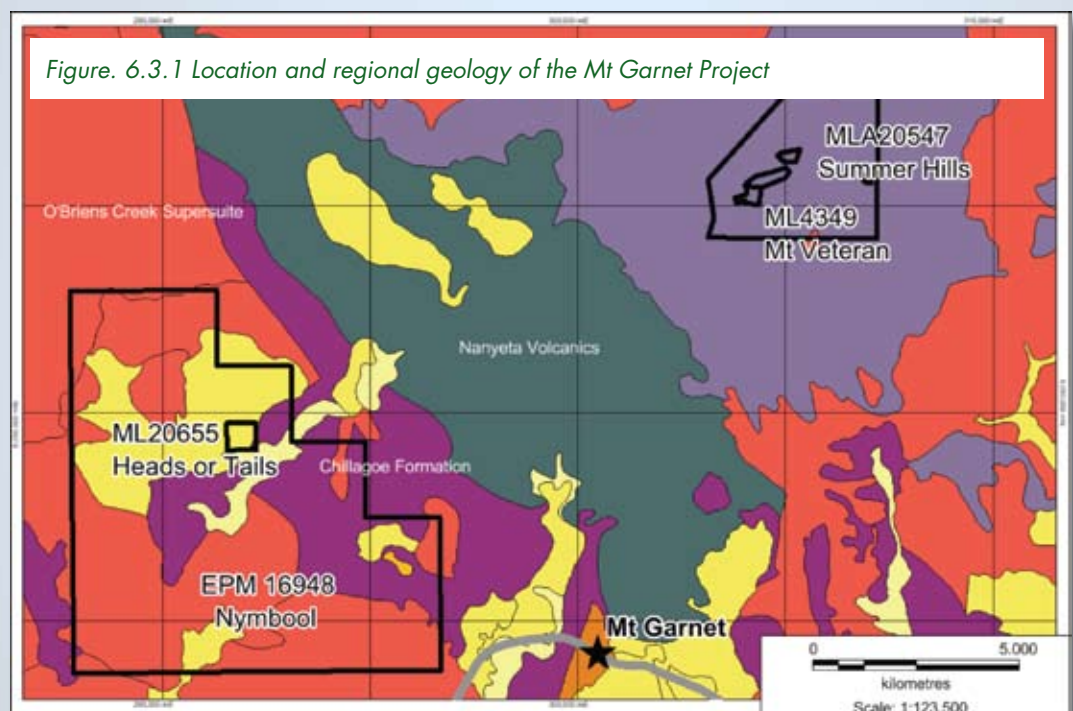 Figure. 6.3.1 Location and regional geology of the Mt Garnet Project
MLA20547
Summer Hills
ML4349
Mt Veteran
O'Briens Creek Supersuite
Nanyeta Volcanics
ML20655
Heads or Tails
Chillagoe Formation
EPM 16948
Nymbool
Mt Garnet
0 5.000
kilometres
Scale: 1:123,500